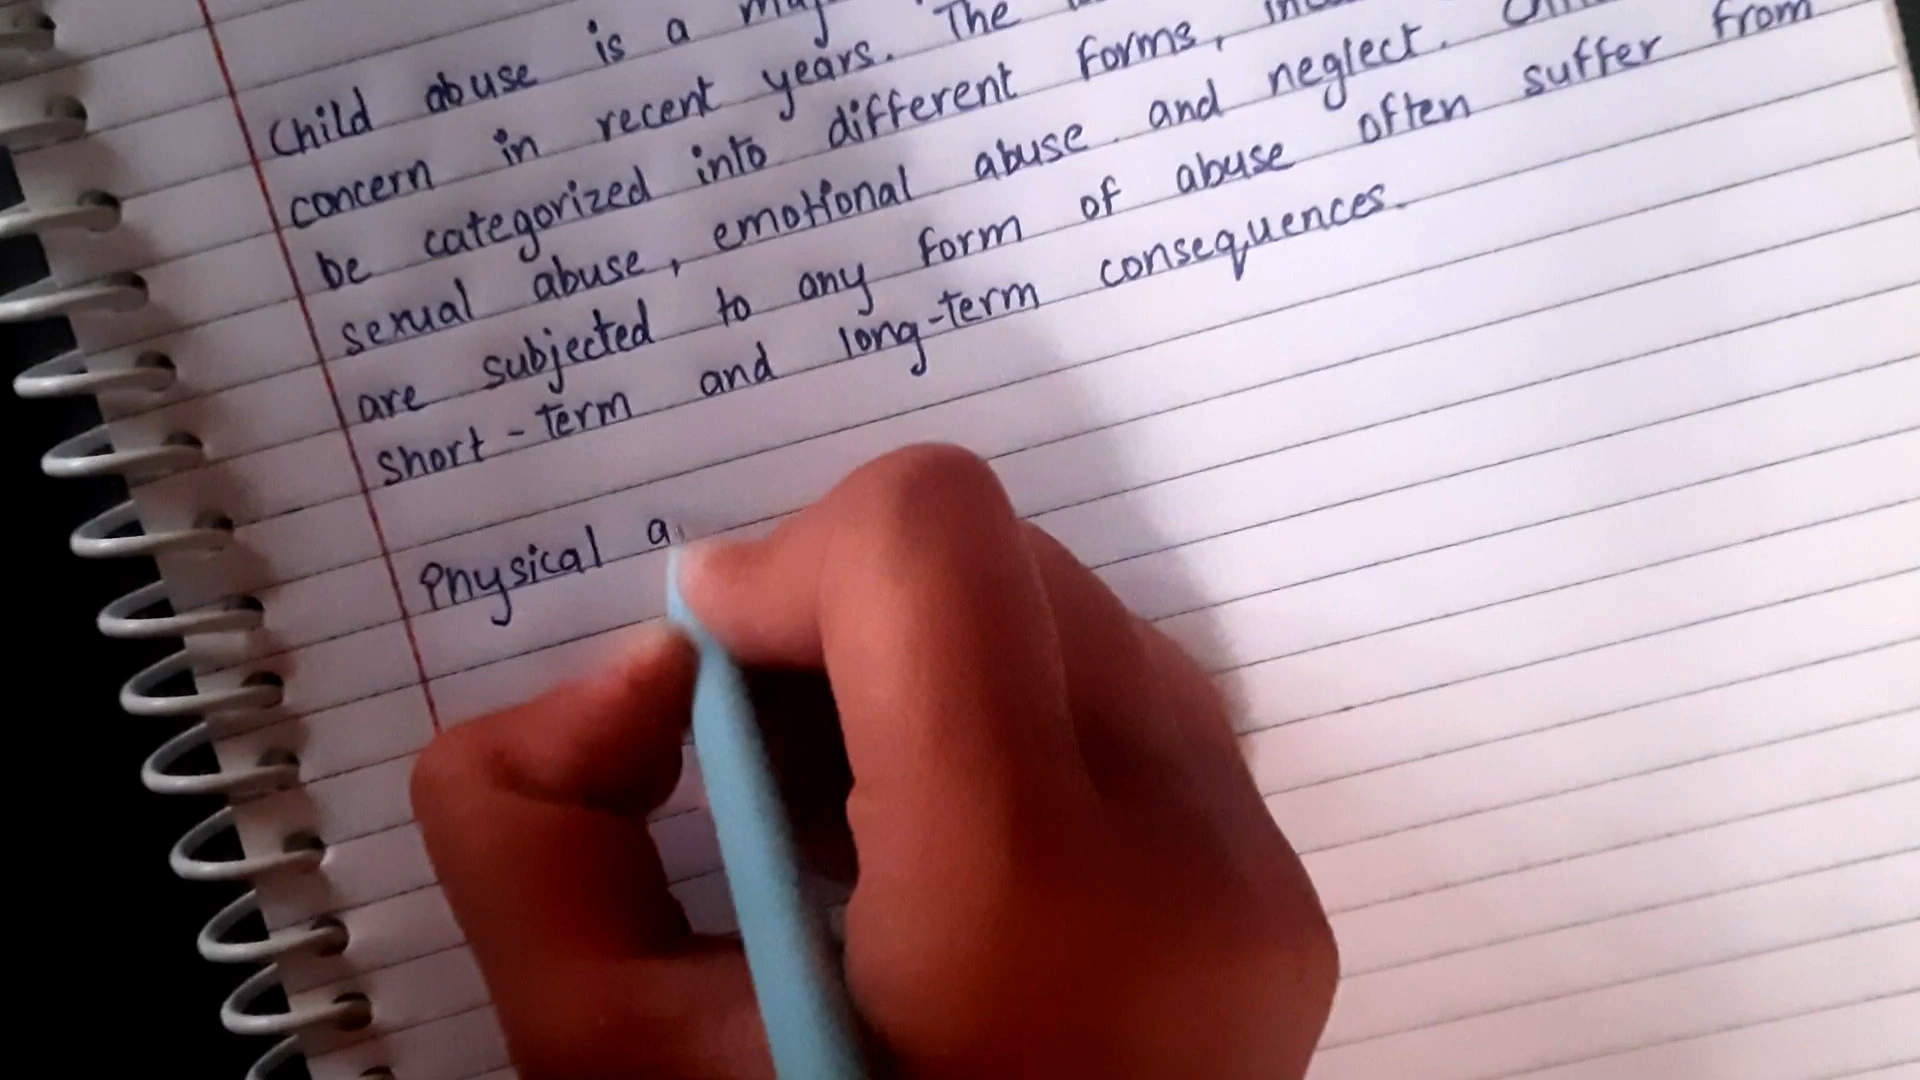 Child abuse is a
concern in recent years. The
be categorized into different forms,
sexual abuse, emotional abuse and neglect.
are subjected to any form of abuse often suffer from
short-term and long-term consequences.
Physical a